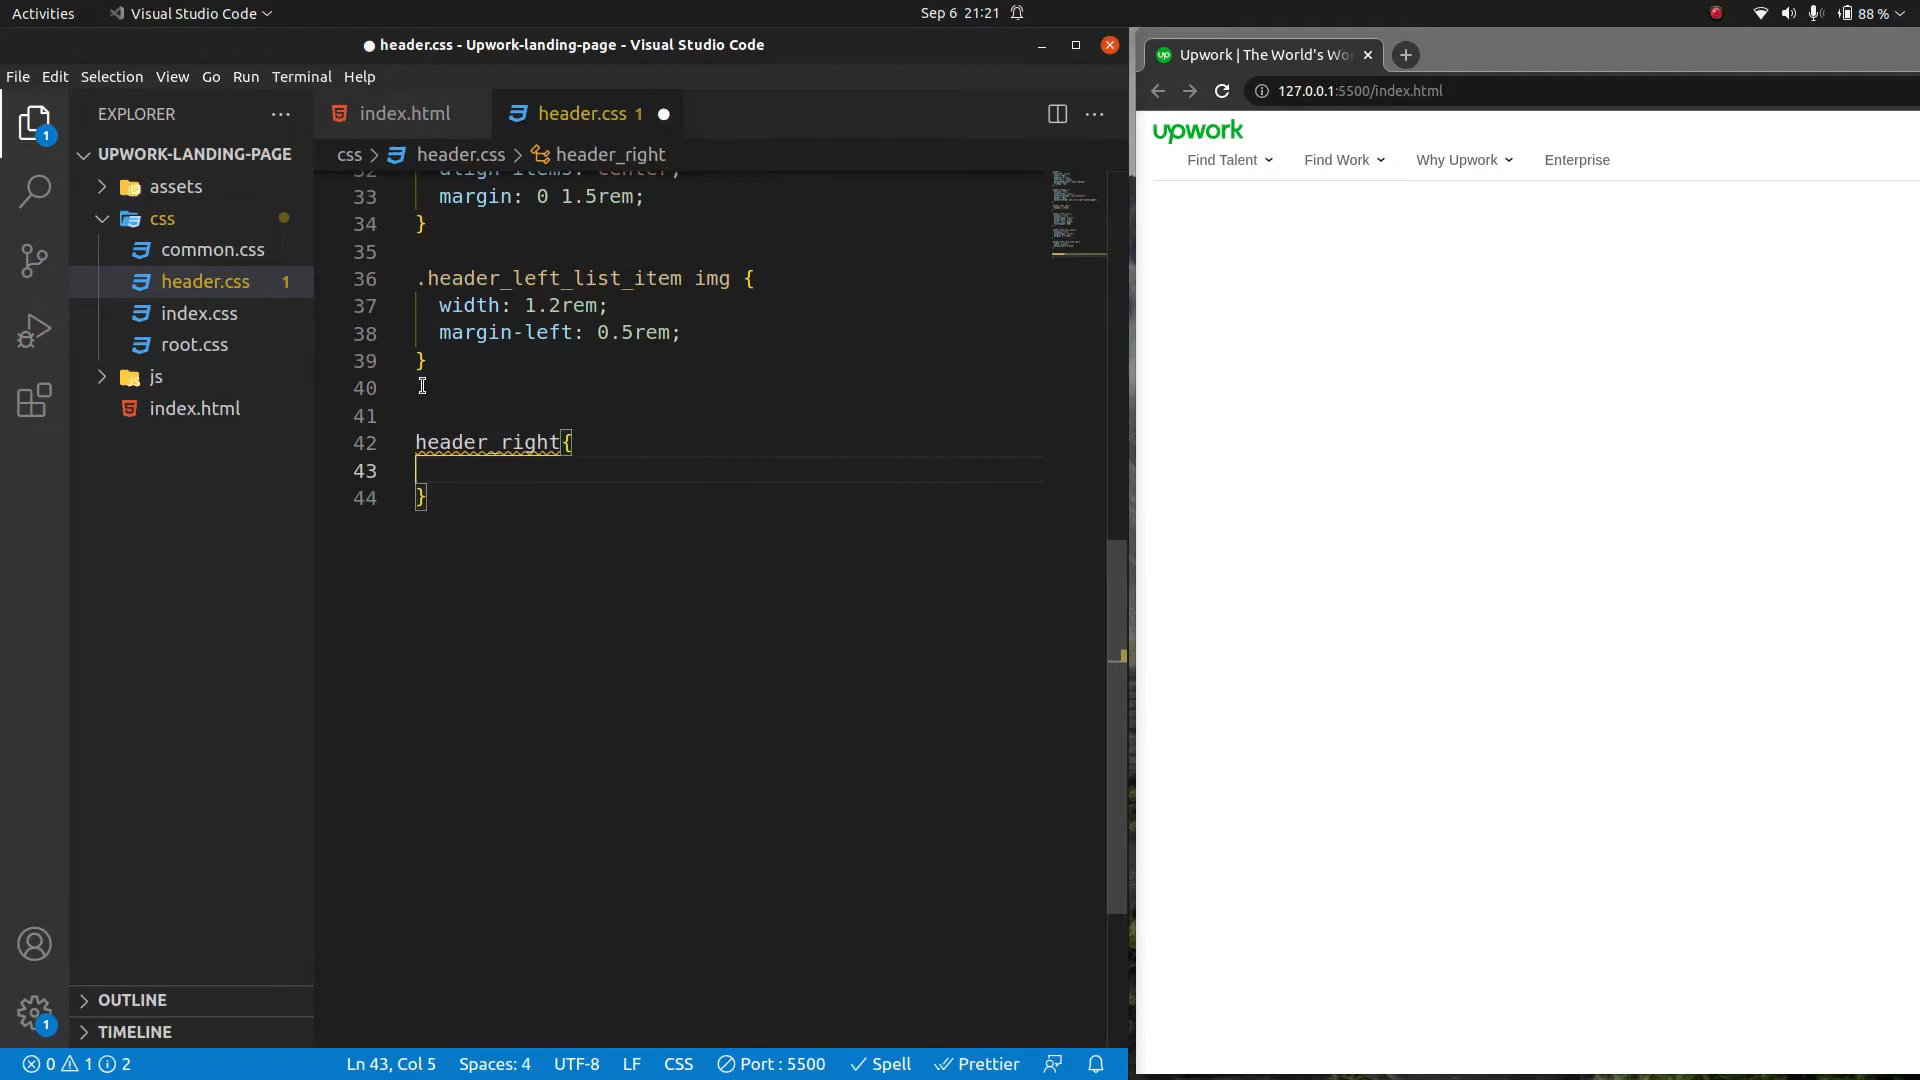 Activities Visual Studio Code Sep 6 21:21 88 %
header.css - Upwork-landing-page - Visual Studio Code
File Edit Selection View Go Run Terminal Help
Upwork | The World's Wo
127.0.0.1:5500/index.html
EXPLORER
index.html header.css 1
UPWORK-LANDING-PAGE
css header.css header_right
assets
css
common.css
header.css 1
index.css
root.css
js
index.html
OUTLINE
TIMELINE
1
1
32 align-items: center;
33 margin: 0 1.5rem;
34 }
35
36 .header_left_list_item img {
37 width: 1.2rem;
38 margin-left: 0.5rem;
39 }
40
41
42 header_right{
43
44 }
upwork
Find Talent Find Work Why Upwork Enterprise
0 1 2 Ln 43, Col 5 Spaces: 4 UTF-8 LF CSS Port : 5500 Spell Prettier